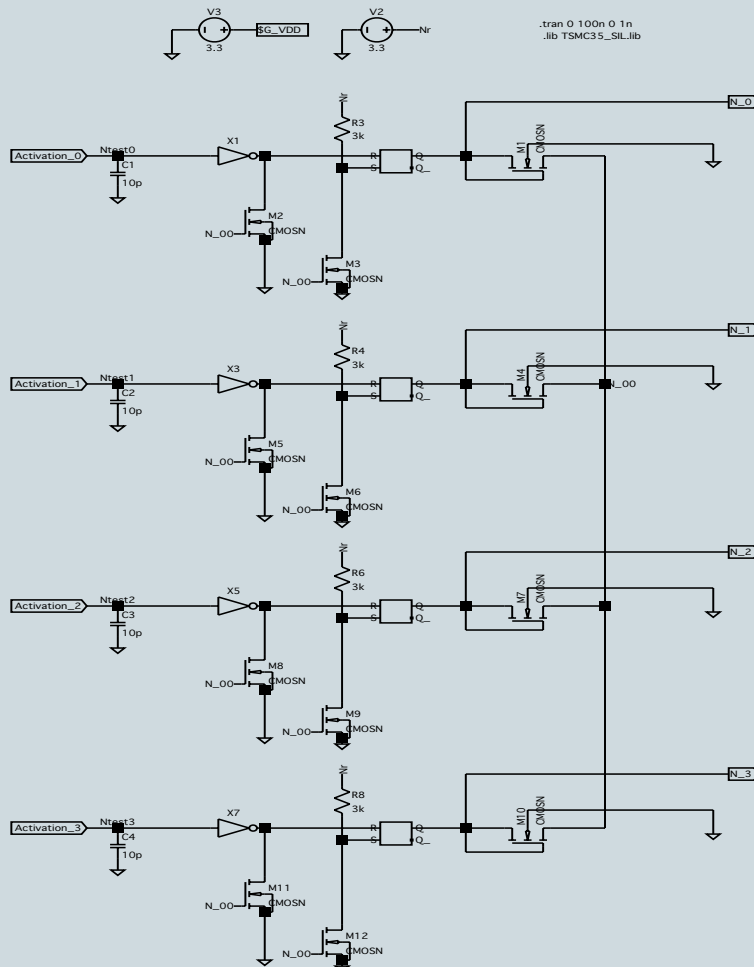 V3
$G_VDD
3.3
V2
Nr
3.3
.tran 0 100n 0 1n
.lib TSMC35_SIL.lib
N_0
Nr
R3
3k
M1
CMOSN
Activation_0
Ntest0
C1
10p
X1
R
S
Q
Q_
M2
CMOSN
N_00
M3
CMOSN
N_00
N_1
Nr
R4
3k
M4
CMOSN
Activation_1
Ntest1
C2
10p
X3
R
S
Q
Q_
N_00
M5
CMOSN
N_00
M6
CMOSN
N_00
N_2
Nr
R6
3k
M7
CMOSN
Activation_2
Ntest2
C3
10p
X5
R
S
Q
Q_
M8
CMOSN
N_00
M9
CMOSN
N_00
N_3
Nr
R8
3k
M10
CMOSN
Activation_3
Ntest3
C4
10p
X7
R
S
Q
Q_
M11
CMOSN
N_00
M12
CMOSN
N_00